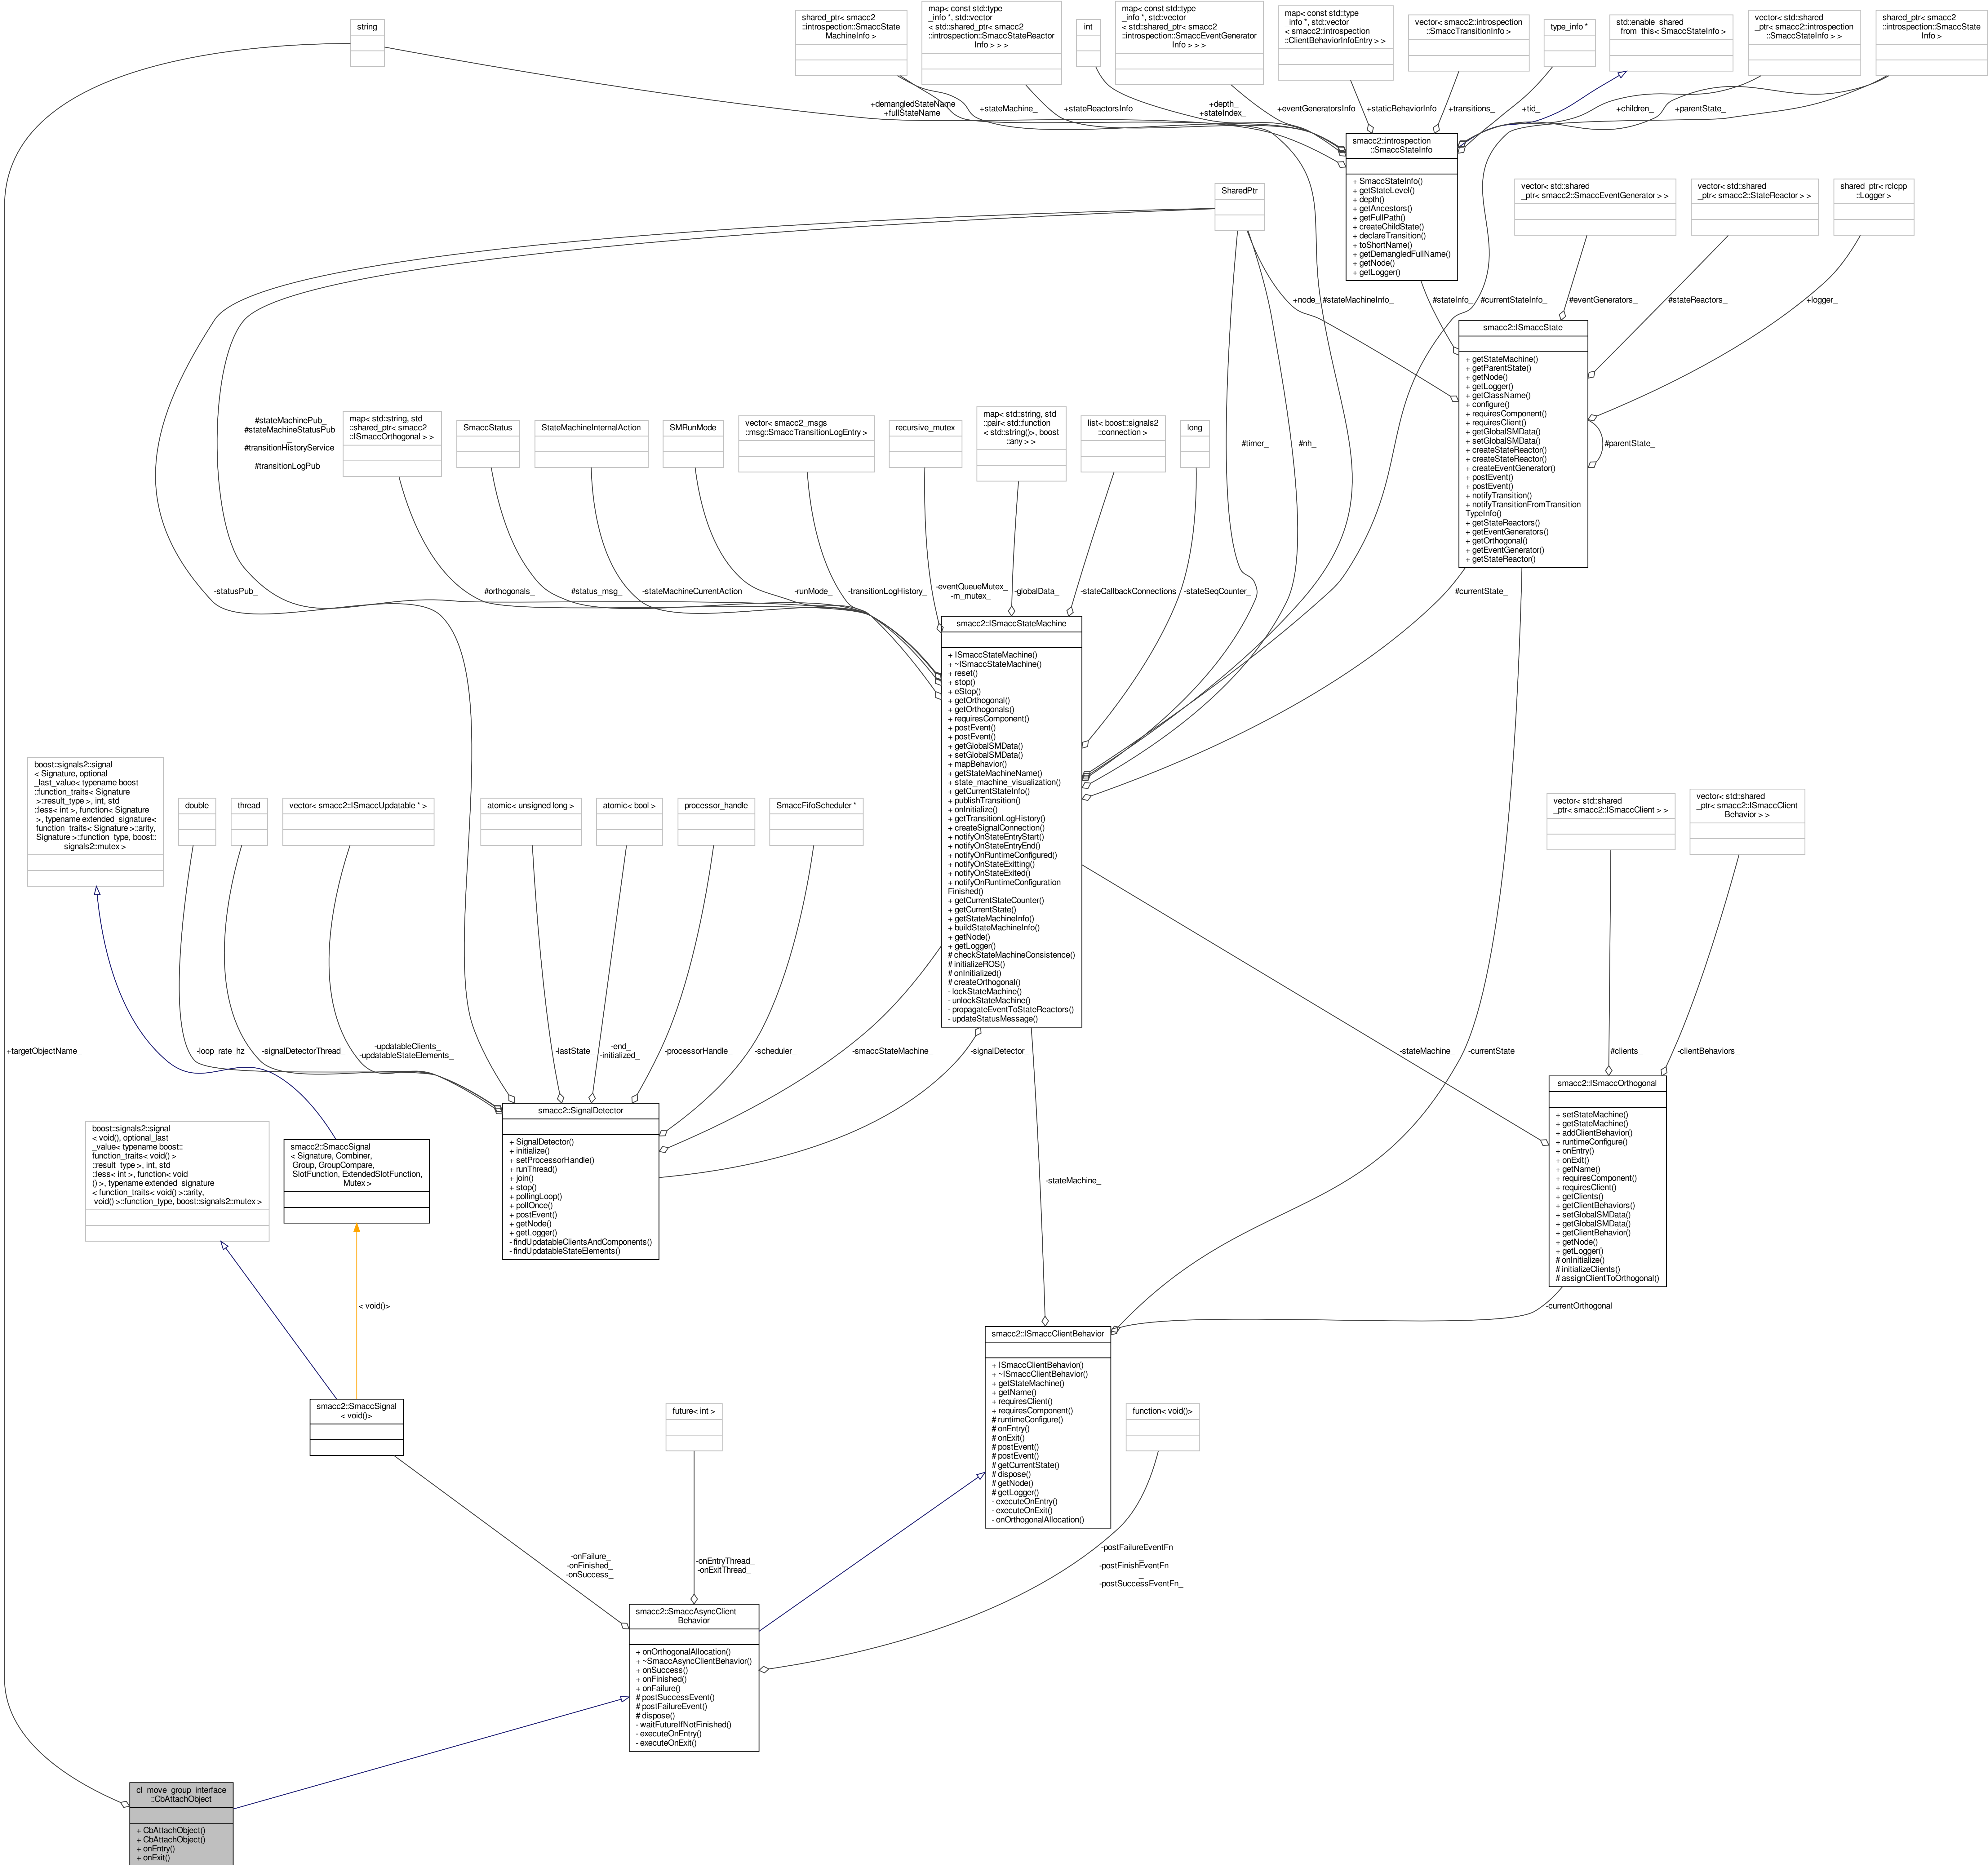 string
shared_ptr< smacc2
::introspection::SmaccState
MachineInfo >
map< const std::type
_info *, std::vector
< std::shared_ptr< smacc2
::introspection::SmaccStateReactor
Info > > >
int
map< const std::type
_info *, std::vector
< std::shared_ptr< smacc2
::introspection::SmaccEventGenerator
Info > > >
map< const std::type
_info *, std::vector
< smacc2::introspection
::ClientBehaviorInfoEntry > >
vector< smacc2::introspection
::SmaccTransitionInfo >
type_info *
std::enable_shared
_from_this< SmaccStateInfo >
vector< std::shared
_ptr< smacc2::introspection
::SmaccStateInfo > >
shared_ptr< smacc2
::introspection::SmaccState
Info >
+demangledStateName
+fullStateName
+stateMachine_
+stateReactorsInfo
+depth_
+stateIndex_
+eventGeneratorsInfo
+staticBehaviorInfo
+transitions_
+tid_
+children_
+parentState_
smacc2::introspection
::SmaccStateInfo
+ SmaccStateInfo()
+ getStateLevel()
+ depth()
+ getAncestors()
+ getFullPath()
+ createChildState()
+ declareTransition()
+ toShortName()
+ getDemangledFullName()
+ getNode()
+ getLogger()
SharedPtr
vector< std::shared
_ptr< smacc2::SmaccEventGenerator > >
vector< std::shared
_ptr< smacc2::StateReactor > >
shared_ptr< rclcpp
::Logger >
+node_
#stateMachineInfo_
#stateInfo_
#currentStateInfo_
#eventGenerators_
#stateReactors_
+logger_
smacc2::ISmaccState
+ getStateMachine()
+ getParentState()
+ getNode()
+ getLogger()
+ getClassName()
+ configure()
+ requiresComponent()
+ requiresClient()
+ getGlobalSMData()
+ setGlobalSMData()
+ createStateReactor()
+ createStateReactor()
+ createEventGenerator()
+ postEvent()
+ postEvent()
+ notifyTransition()
+ notifyTransitionFromTransition
TypeInfo()
+ getStateReactors()
+ getEventGenerators()
+ getOrthogonal()
+ getEventGenerator()
+ getStateReactor()
#parentState_
#stateMachinePub_
#stateMachineStatusPub
_
#transitionHistoryService
_
#transitionLogPub_
map< std::string, std
::shared_ptr< smacc2
::ISmaccOrthogonal > >
SmaccStatus
StateMachineInternalAction
SMRunMode
vector< smacc2_msgs
::msg::SmaccTransitionLogEntry >
recursive_mutex
map< std::string, std
::pair< std::function
< std::string()>, boost
::any > >
list< boost::signals2
::connection >
long
#timer_
#nh_
-statusPub_
#orthogonals_
#status_msg_
-stateMachineCurrentAction
-runMode_
-transitionLogHistory_
-eventQueueMutex_
-m_mutex_
-globalData_
-stateCallbackConnections
-stateSeqCounter_
#currentState_
smacc2::ISmaccStateMachine
+ ISmaccStateMachine()
+ ~ISmaccStateMachine()
+ reset()
+ stop()
+ eStop()
+ getOrthogonal()
+ getOrthogonals()
+ requiresComponent()
+ postEvent()
+ postEvent()
+ getGlobalSMData()
+ setGlobalSMData()
+ mapBehavior()
+ getStateMachineName()
+ state_machine_visualization()
+ getCurrentStateInfo()
+ publishTransition()
+ onInitialize()
+ getTransitionLogHistory()
+ createSignalConnection()
+ notifyOnStateEntryStart()
+ notifyOnStateEntryEnd()
+ notifyOnRuntimeConfigured()
+ notifyOnStateExitting()
+ notifyOnStateExited()
+ notifyOnRuntimeConfiguration
Finished()
+ getCurrentStateCounter()
+ getCurrentState()
+ getStateMachineInfo()
+ buildStateMachineInfo()
+ getNode()
+ getLogger()
# checkStateMachineConsistence()
# initializeROS()
# onInitialized()
# createOrthogonal()
- lockStateMachine()
- unlockStateMachine()
- propagateEventToStateReactors()
- updateStatusMessage()
boost::signals2::signal
< Signature, optional
_last_value< typename boost
::function_traits< Signature
>::result_type >, int, std
::less< int >, function< Signature
>, typename extended_signature<
function_traits< Signature >::arity,
Signature >::function_type, boost::
signals2::mutex >
double
thread
vector< smacc2::ISmaccUpdatable * >
atomic< unsigned long >
atomic< bool >
processor_handle
SmaccFifoScheduler *
vector< std::shared
_ptr< smacc2::ISmaccClient > >
vector< std::shared
_ptr< smacc2::ISmaccClient
Behavior > >
+targetObjectName_
-loop_rate_hz
-signalDetectorThread_
-updatableClients_
-updatableStateElements_
-lastState_
-end_
-initialized_
-processorHandle_
-scheduler_
-smaccStateMachine_
-signalDetector_
-stateMachine_
-currentState
#clients_
-clientBehaviors_
smacc2::ISmaccOrthogonal
+ setStateMachine()
+ getStateMachine()
+ addClientBehavior()
+ runtimeConfigure()
+ onEntry()
+ onExit()
+ getName()
+ requiresComponent()
+ requiresClient()
+ getClients()
+ getClientBehaviors()
+ setGlobalSMData()
+ getGlobalSMData()
+ getClientBehavior()
+ getNode()
+ getLogger()
# onInitialize()
# initializeClients()
# assignClientToOrthogonal()
smacc2::SignalDetector
+ SignalDetector()
+ initialize()
+ setProcessorHandle()
+ runThread()
+ join()
+ stop()
+ pollingLoop()
+ pollOnce()
+ postEvent()
+ getNode()
+ getLogger()
- findUpdatableClientsAndComponents()
- findUpdatableStateElements()
boost::signals2::signal
< void(), optional_last
_value< typename boost::
function_traits< void() >
::result_type >, int, std
::less< int >, function< void
() >, typename extended_signature
< function_traits< void() >::arity,
void() >::function_type, boost::signals2::mutex >
smacc2::SmaccSignal
< Signature, Combiner,
Group, GroupCompare,
SlotFunction, ExtendedSlotFunction,
Mutex >
-stateMachine_
< void()>
-currentOrthogonal
smacc2::ISmaccClientBehavior
+ ISmaccClientBehavior()
+ ~ISmaccClientBehavior()
+ getStateMachine()
+ getName()
+ requiresClient()
+ requiresComponent()
# runtimeConfigure()
# onEntry()
# onExit()
# postEvent()
# postEvent()
# getCurrentState()
# dispose()
# getNode()
# getLogger()
- executeOnEntry()
- executeOnExit()
- onOrthogonalAllocation()
smacc2::SmaccSignal
< void()>
future< int >
function< void()>
-onFailure_
-onFinished_
-onSuccess_
-onEntryThread_
-onExitThread_
-postFailureEventFn
_
-postFinishEventFn
_
-postSuccessEventFn_
smacc2::SmaccAsyncClient
Behavior
+ onOrthogonalAllocation()
+ ~SmaccAsyncClientBehavior()
+ onSuccess()
+ onFinished()
+ onFailure()
# postSuccessEvent()
# postFailureEvent()
# dispose()
- waitFutureIfNotFinished()
- executeOnEntry()
- executeOnExit()
cl_move_group_interface
::CbAttachObject
+ CbAttachObject()
+ CbAttachObject()
+ onEntry()
+ onExit()